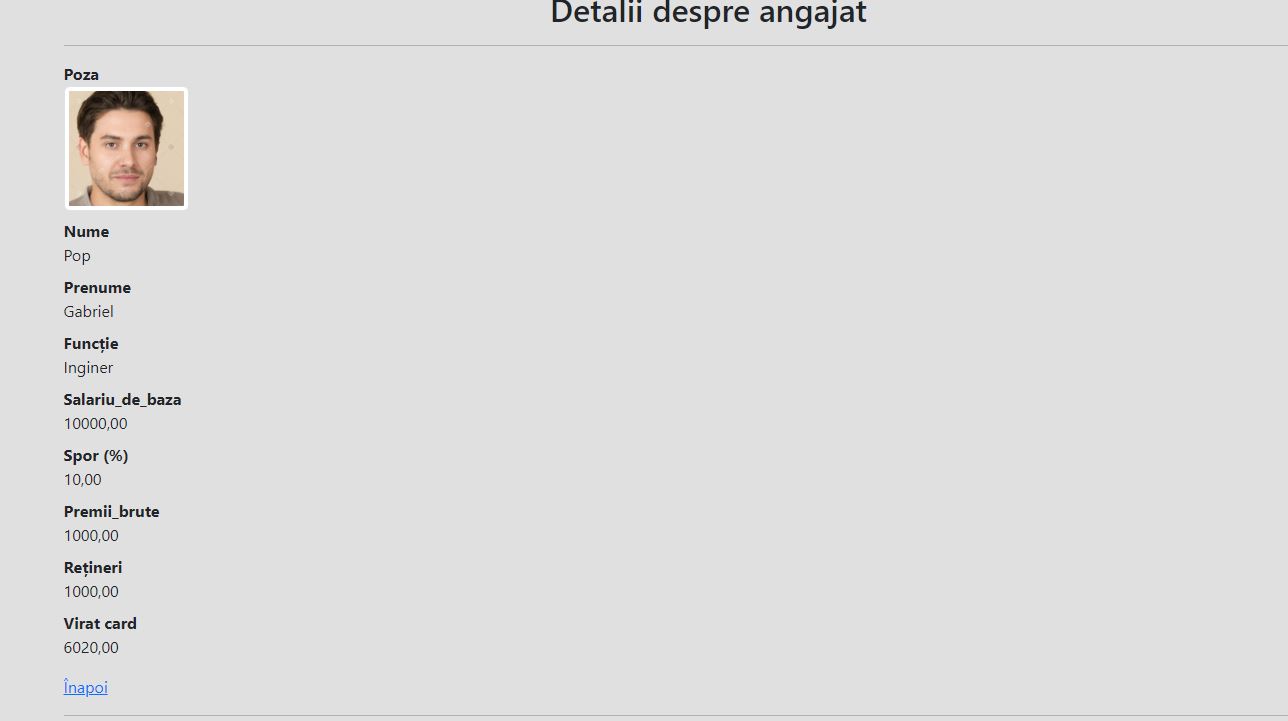 Detalii despre angajat
Poza
Nume
Pop
Prenume
Gabriel
Funcție
Inginer
Salariu_de_baza
10000,00
Spor (%)
10,00
Premii_brute
1000,00
Rețineri
1000,00
Virat card
6020,00
Înapoi